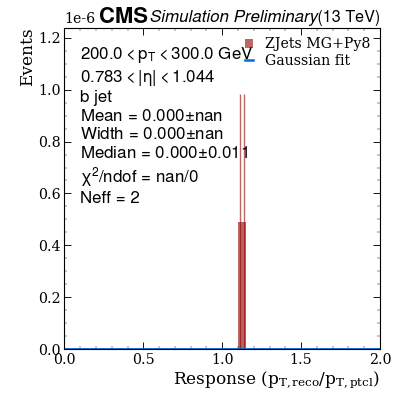 1e-6 CMS Simulation Preliminary (13 TeV)
Events
200.0 < pT < 300.0 GeV
0.783 < |η| < 1.044
b jet
Mean = 0.000±nan
Width = 0.000±nan
Median = 0.000±0.011
χ²/ndof = nan/0
Neff = 2
ZJets MG+Py8
Gaussian fit
1.2
1.0
0.8
0.6
0.4
0.2
0.0
0.0 0.5 1.0 1.5 2.0
Response (pT,reco/pT,ptcl)